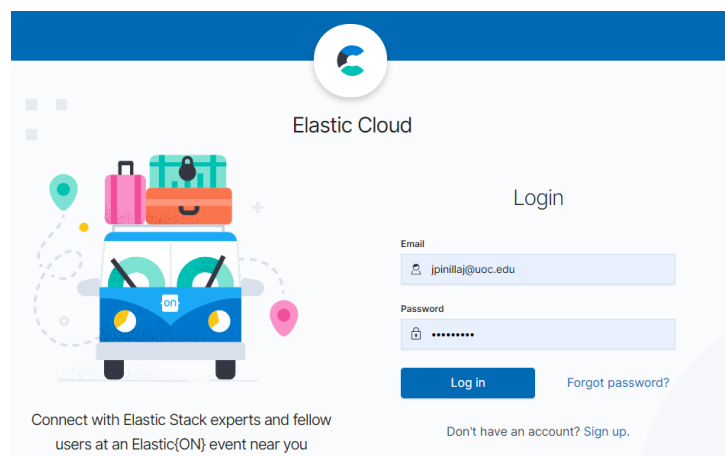 Elastic Cloud
on
Connect with Elastic Stack experts and fellow
users at an Elastic{ON} event near you
Login
Email
jpinillaj@uoc.edu
Password
•••••••••
Log in
Forgot password?
Don't have an account? Sign up.